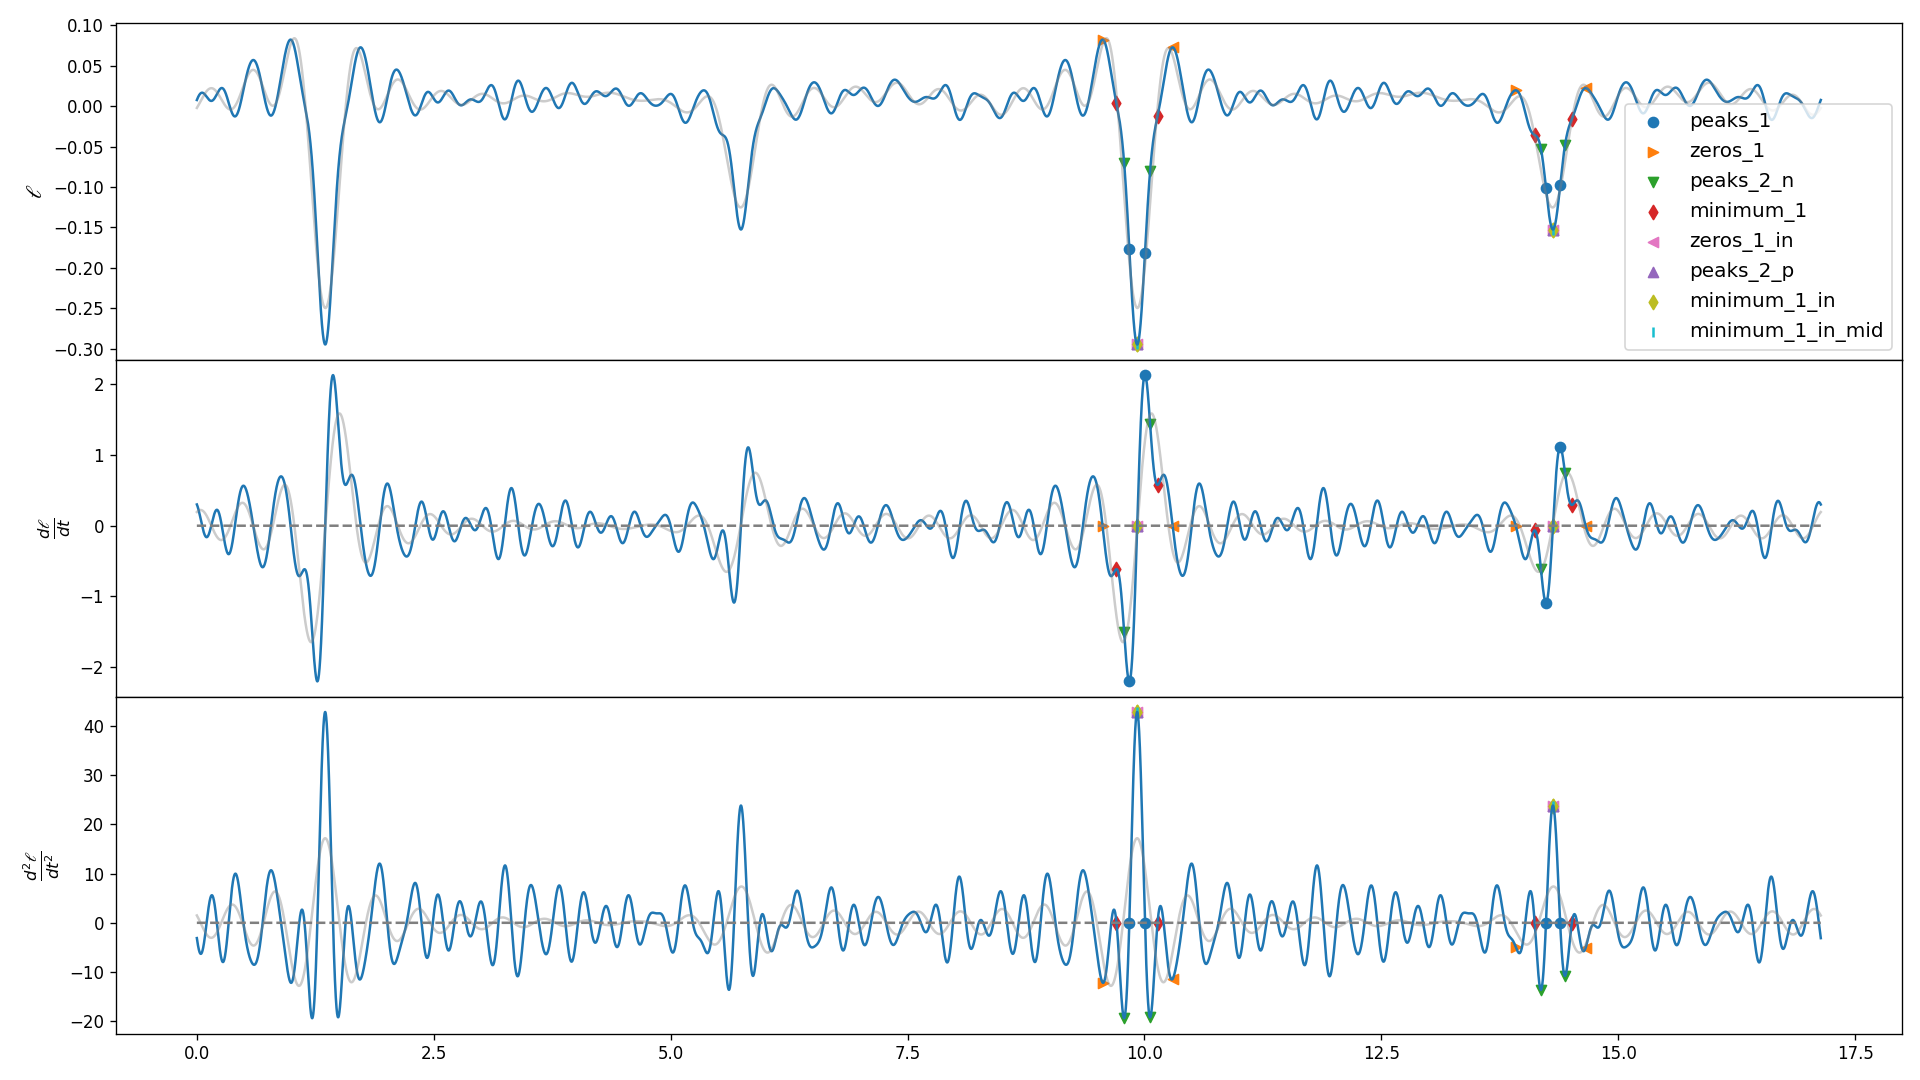 0.10
0.05
0.00
−0.05
−0.10
−0.15
−0.20
−0.25
−0.30
ℓ
peaks_1
zeros_1
peaks_2_n
minimum_1
zeros_1_in
peaks_2_p
minimum_1_in
minimum_1_in_mid
2
1
0
−1
−2
dℓ
dt
40
30
20
10
0
−10
−20
d²ℓ
dt²
0.0 2.5 5.0 7.5 10.0 12.5 15.0 17.5